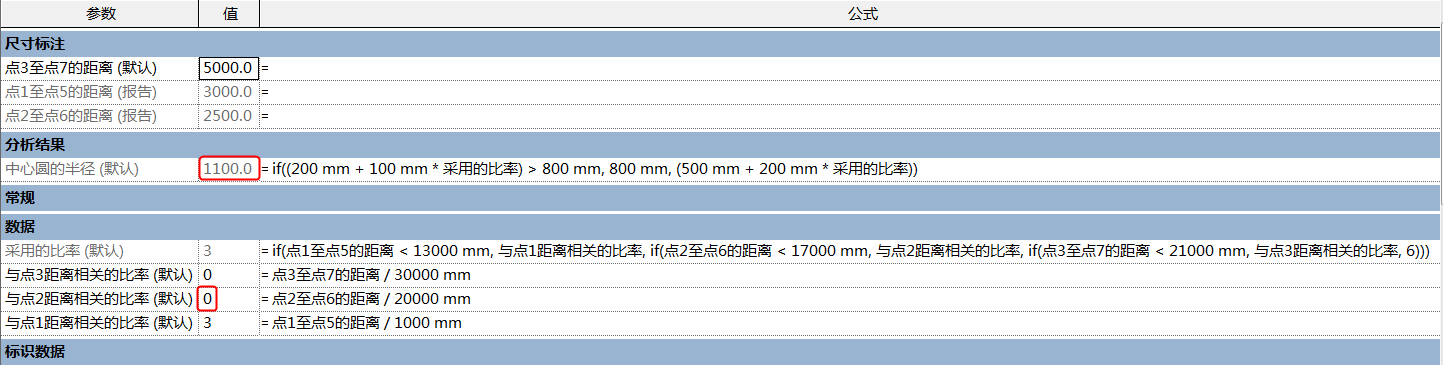 参数 值 公式
尺寸标注
点3至点7的距离 (默认) 5000.0 =
点1至点5的距离 (报告) 3000.0 =
点2至点6的距离 (报告) 2500.0 =
分析结果
中心圆的半径 (默认) 1100.0 = if((200 mm + 100 mm * 采用的比率) > 800 mm, 800 mm, (500 mm + 200 mm * 采用的比率))
常规
数据
采用的比率 (默认) 3 = if(点1至点5的距离 < 13000 mm, 与点1距离相关的比率, if(点2至点6的距离 < 17000 mm, 与点2距离相关的比率, if(点3至点7的距离 < 21000 mm, 与点3距离相关的比率, 6)))
与点3距离相关的比率 (默认) 0 = 点3至点7的距离 / 30000 mm
与点2距离相关的比率 (默认) 0 = 点2至点6的距离 / 20000 mm
与点1距离相关的比率 (默认) 3 = 点1至点5的距离 / 1000 mm
标识数据